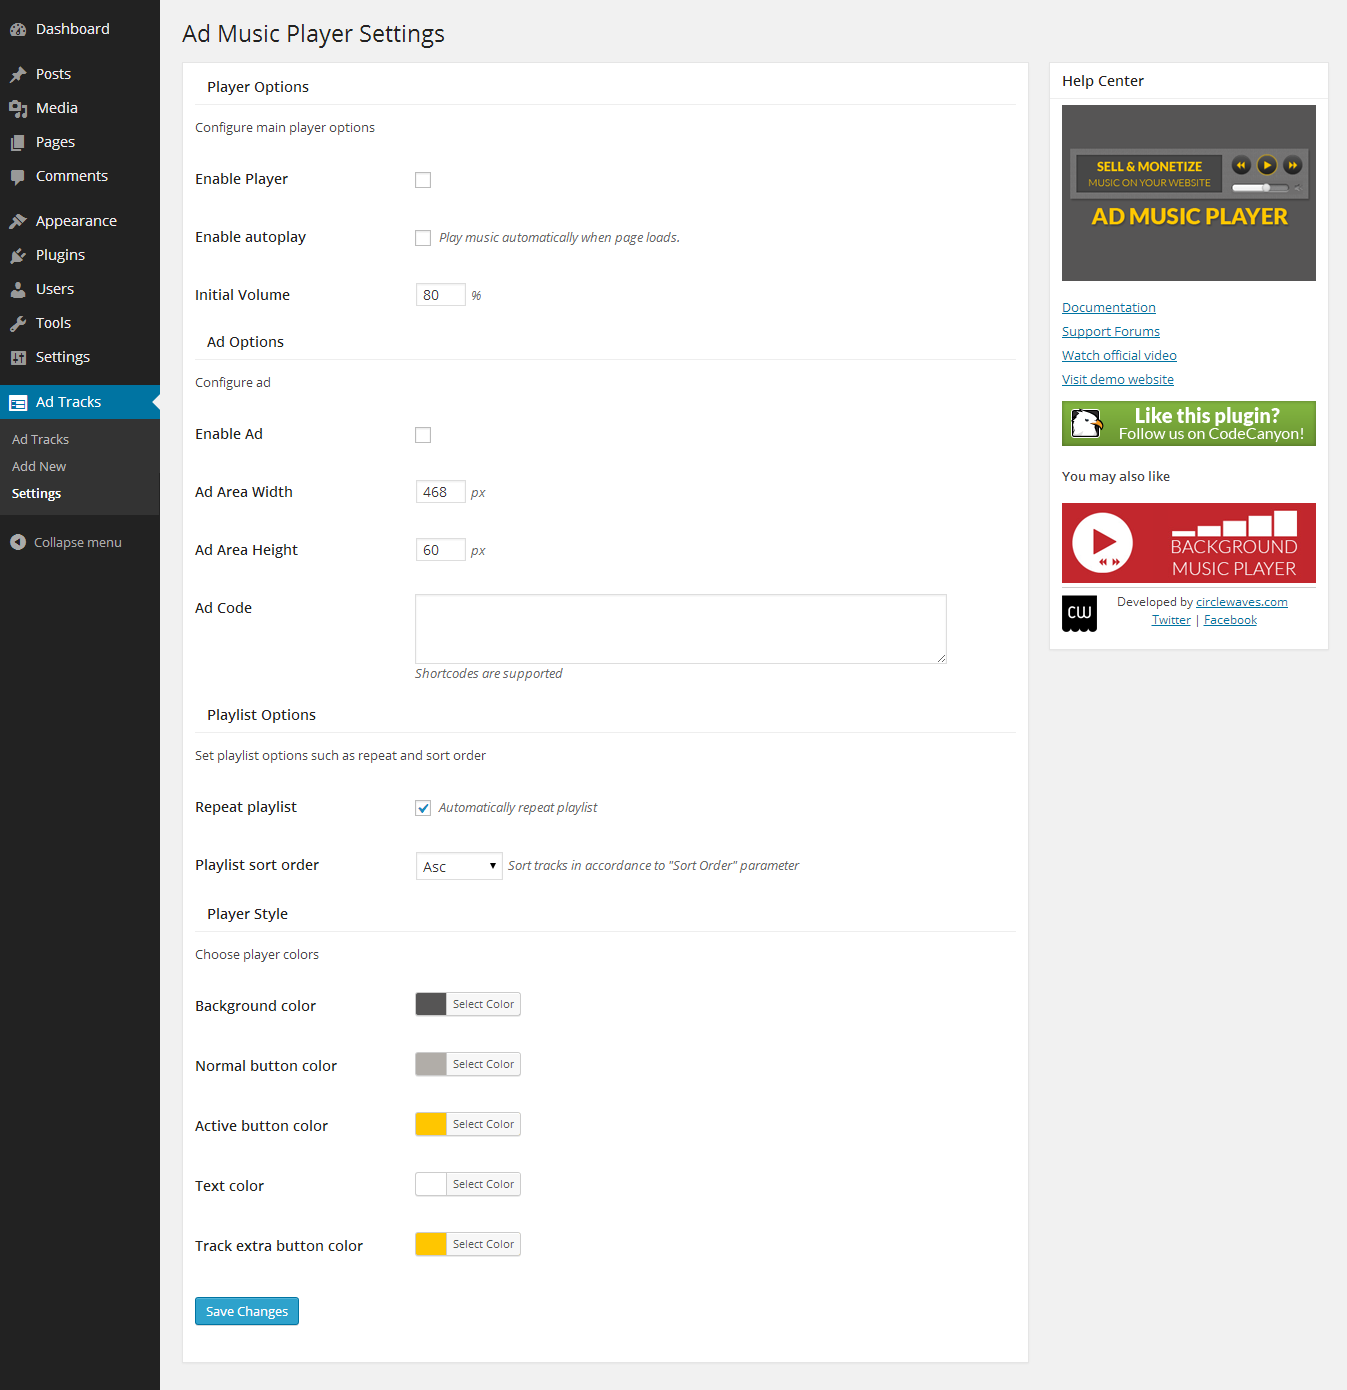 Dashboard
Posts
Media
Pages
Comments
Appearance
Plugins
Users
Tools
Settings
Ad Tracks
Ad Tracks
Add New
Settings
Collapse menu
Ad Music Player Settings
Player Options
Configure main player options
Enable Player
Enable autoplay Play music automatically when page loads.
Initial Volume 80 %
Ad Options
Configure ad
Enable Ad
Ad Area Width 468 px
Ad Area Height 60 px
Ad Code
Shortcodes are supported
Playlist Options
Set playlist options such as repeat and sort order
Repeat playlist Automatically repeat playlist
Playlist sort order Asc Sort tracks in accordance to "Sort Order" parameter
Player Style
Choose player colors
Background color Select Color
Normal button color Select Color
Active button color Select Color
Text color Select Color
Track extra button color Select Color
Save Changes
Help Center
SELL & MONETIZE
MUSIC ON YOUR WEBSITE
AD MUSIC PLAYER
Documentation
Support Forums
Watch official video
Visit demo website
Like this plugin?
Follow us on CodeCanyon!
You may also like
BACKGROUND
MUSIC PLAYER
CW
Developed by circlewaves.com
Twitter | Facebook